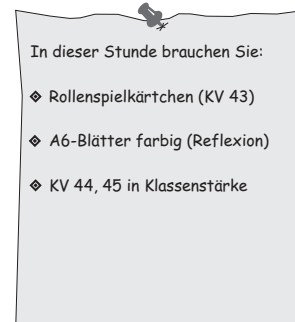 In dieser Stunde brauchen Sie:
❖ Rollenspielkärtchen (KV 43)
❖ A6-Blätter farbig (Reflexion)
❖ KV 44, 45 in Klassenstärke